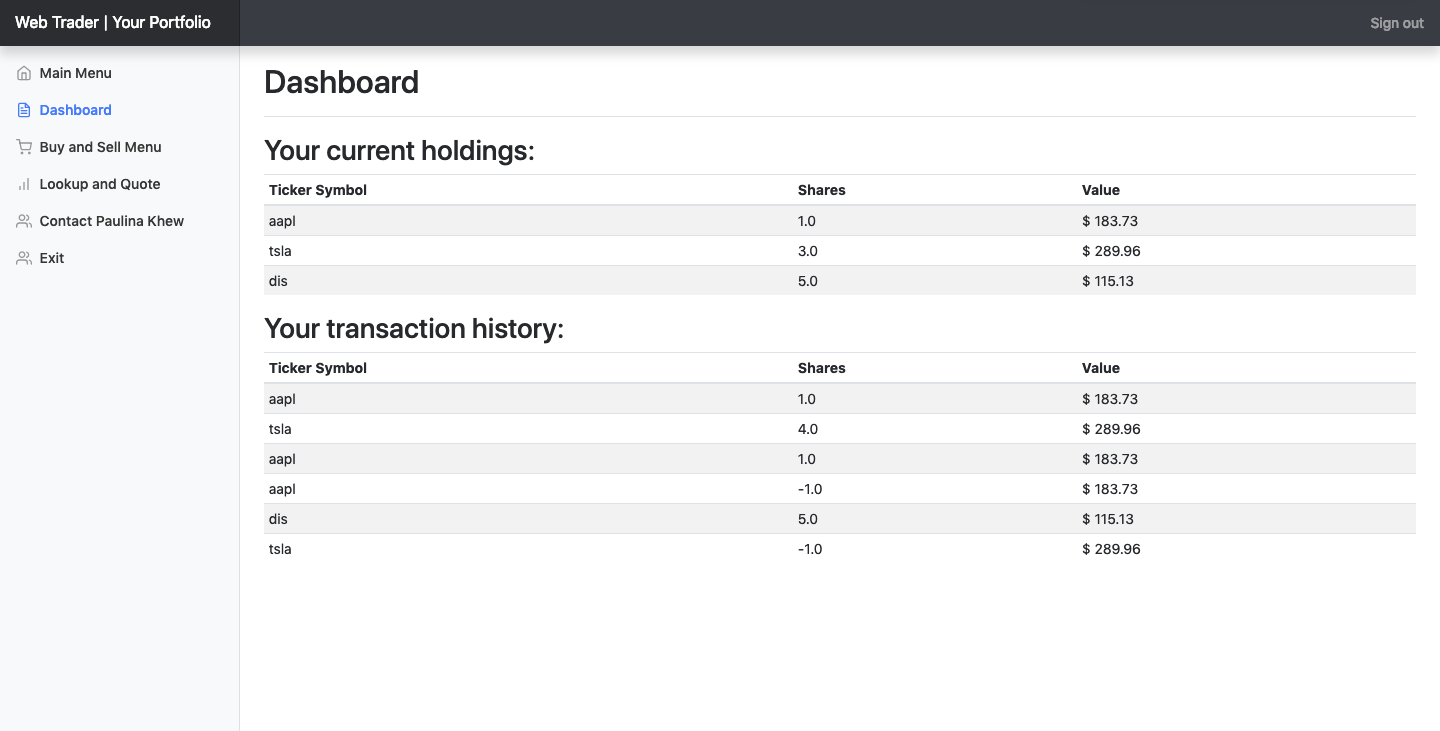 Web Trader | Your Portfolio
Sign out
Main Menu
Dashboard
Buy and Sell Menu
Lookup and Quote
Contact Paulina Khew
Exit
Dashboard
Your current holdings:
Ticker Symbol Shares Value
aapl 1.0 $ 183.73
tsla 3.0 $ 289.96
dis 5.0 $ 115.13
Your transaction history:
Ticker Symbol Shares Value
aapl 1.0 $ 183.73
tsla 4.0 $ 289.96
aapl 1.0 $ 183.73
aapl -1.0 $ 183.73
dis 5.0 $ 115.13
tsla -1.0 $ 289.96